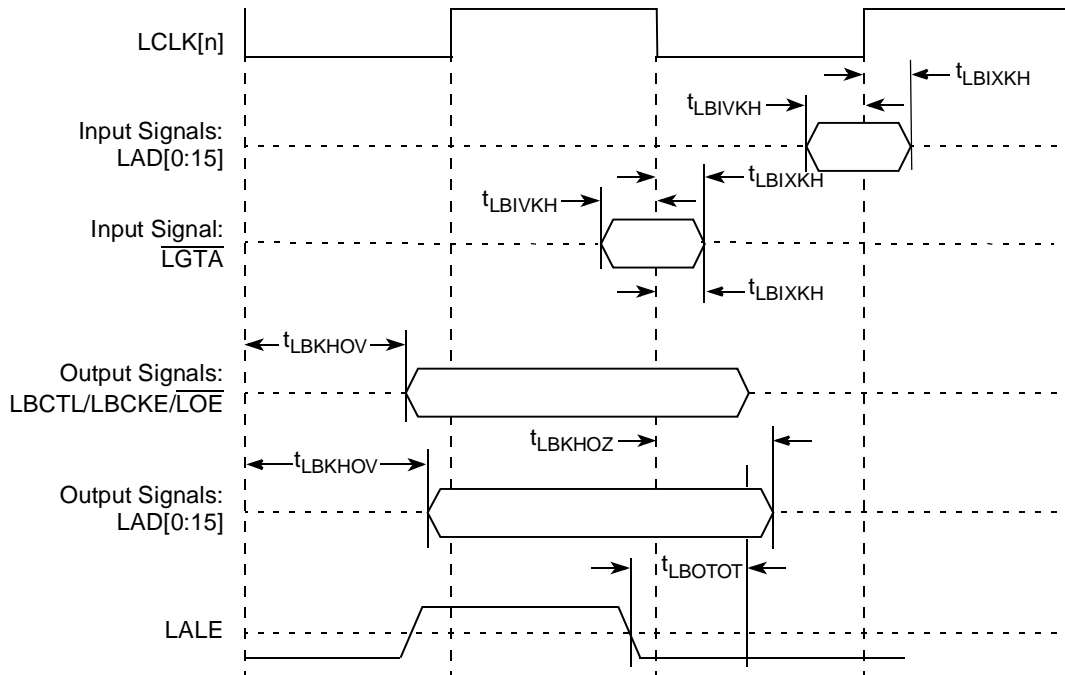 LCLK[n]
tLBIXKH
tLBIVKH
Input Signals:
LAD[0:15]
tLBIXKH
tLBIVKH
Input Signal:
LGTA
tLBIXKH
tLBKHOV
Output Signals:
LBCTL/LBCKE/LOE
tLBKHOZ
tLBKHOV
Output Signals:
LAD[0:15]
tLBOTOT
LALE